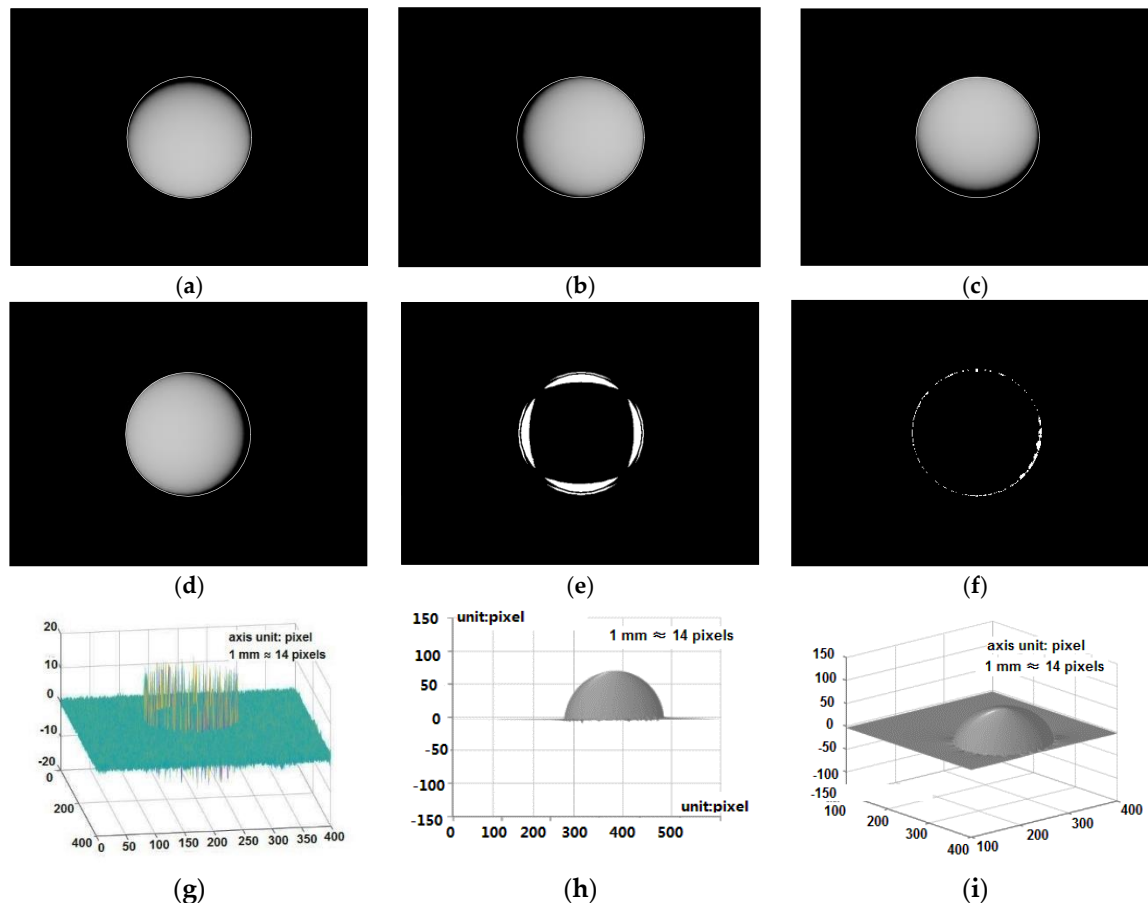 (a)
(b)
(c)
(d)
(e)
(f)
20
10
0
-10
-20
0
200
400
0 50 100 150 200 250 300 350 400
axis unit: pixel
1 mm ≈ 14 pixels
(g)
150
100
50
0
-50
-100
-150
unit:pixel
1 mm ≈ 14 pixels
unit:pixel
0 100 200 300 400 500
(h)
150
100
50
0
-50
-100
-150
axis unit: pixel
1 mm ≈ 14 pixels
100
200
300
400
100
200
300
400
(i)